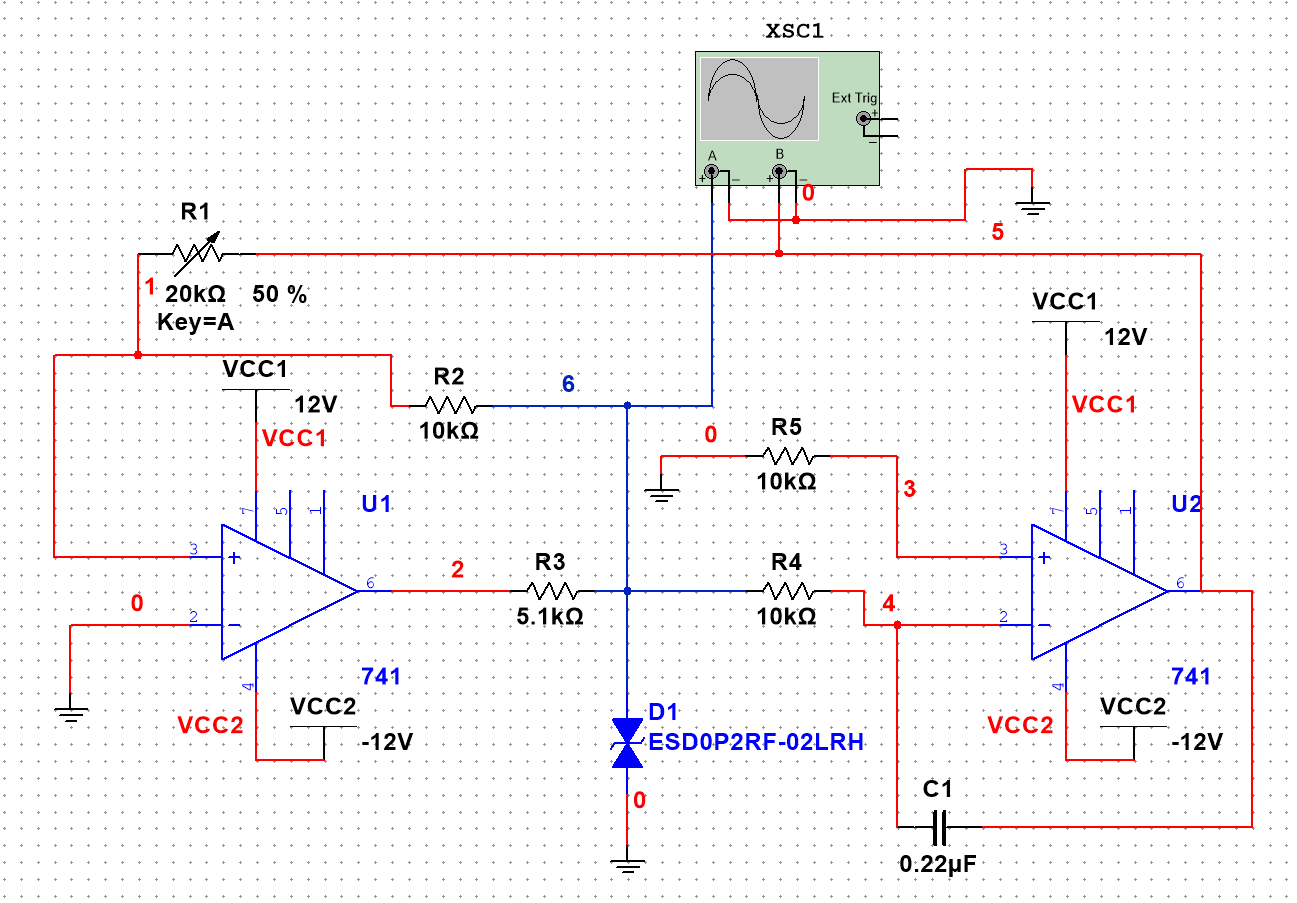 XSC1
Ext Trig
+
−
A
B
+ − + −
0
5
R1
1
20kΩ 50 %
Key=A
VCC1
12V
VCC1
R2
10kΩ
6
VCC1
12V
VCC1
0
R5
10kΩ
3
7 5 1
U1
3
+
2
−
6
4
0
741
VCC2
VCC2
-12V
2
R3
5.1kΩ
R4
10kΩ
4
7 5 1
U2
3
+
2
−
6
4
741
VCC2
VCC2
-12V
D1
ESD0P2RF-02LRH
0
C1
0.22µF